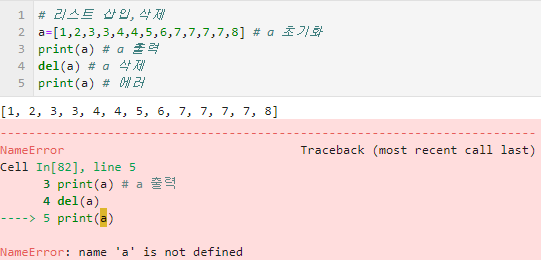 1 # 리스트 삽입,삭제
2 a=[1,2,3,3,4,4,5,6,7,7,7,7,8] # a 초기화
3 print(a) # a 출력
4 del(a) # a 삭제
5 print(a) # 에러
[1, 2, 3, 3, 4, 4, 5, 6, 7, 7, 7, 7, 8]
---------------------------------------------------------------------------
NameError Traceback (most recent call last)
Cell In[82], line 5
3 print(a) # a 출력
4 del(a)
----> 5 print(a)
NameError: name 'a' is not defined